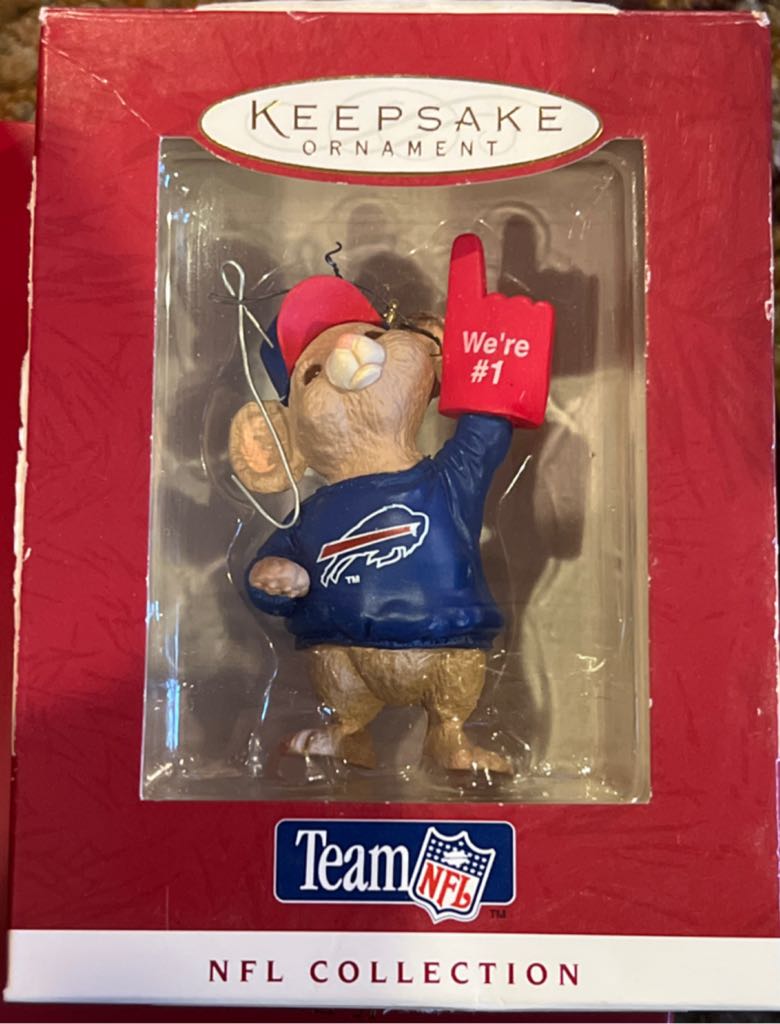 KEEPSAKE
ORNAMENT
We're
#1
TM
Team NFL
TM
NFL COLLECTION